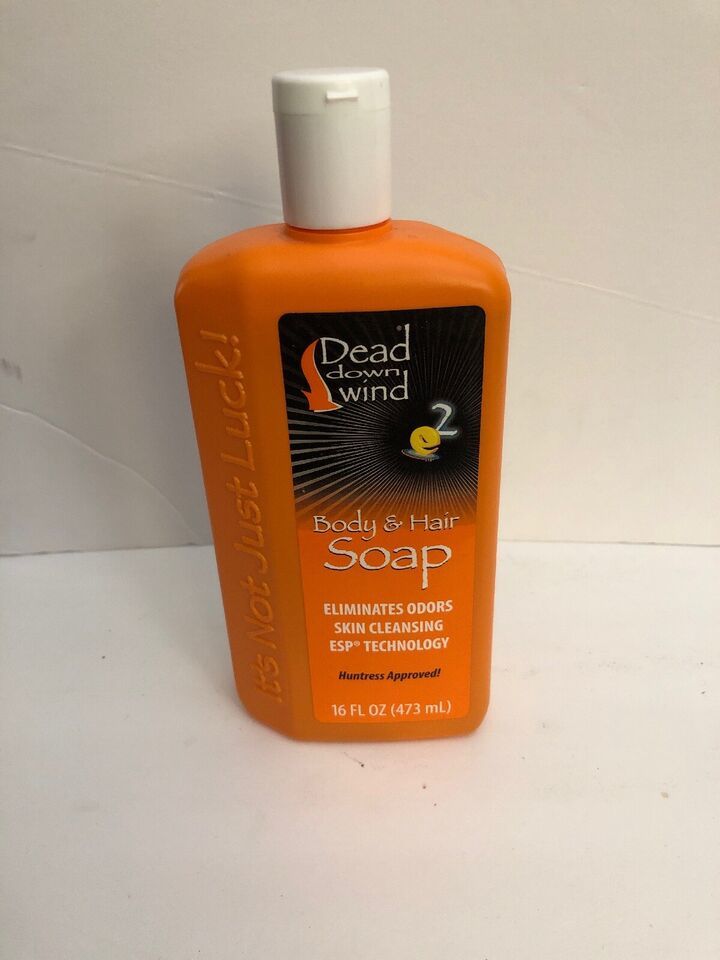 It's Not Just Luck!
Dead®
down
wind
e2
Body & Hair
Soap
ELIMINATES ODORS
SKIN CLEANSING
ESP® TECHNOLOGY
Huntress Approved!
16 FL OZ (473 mL)